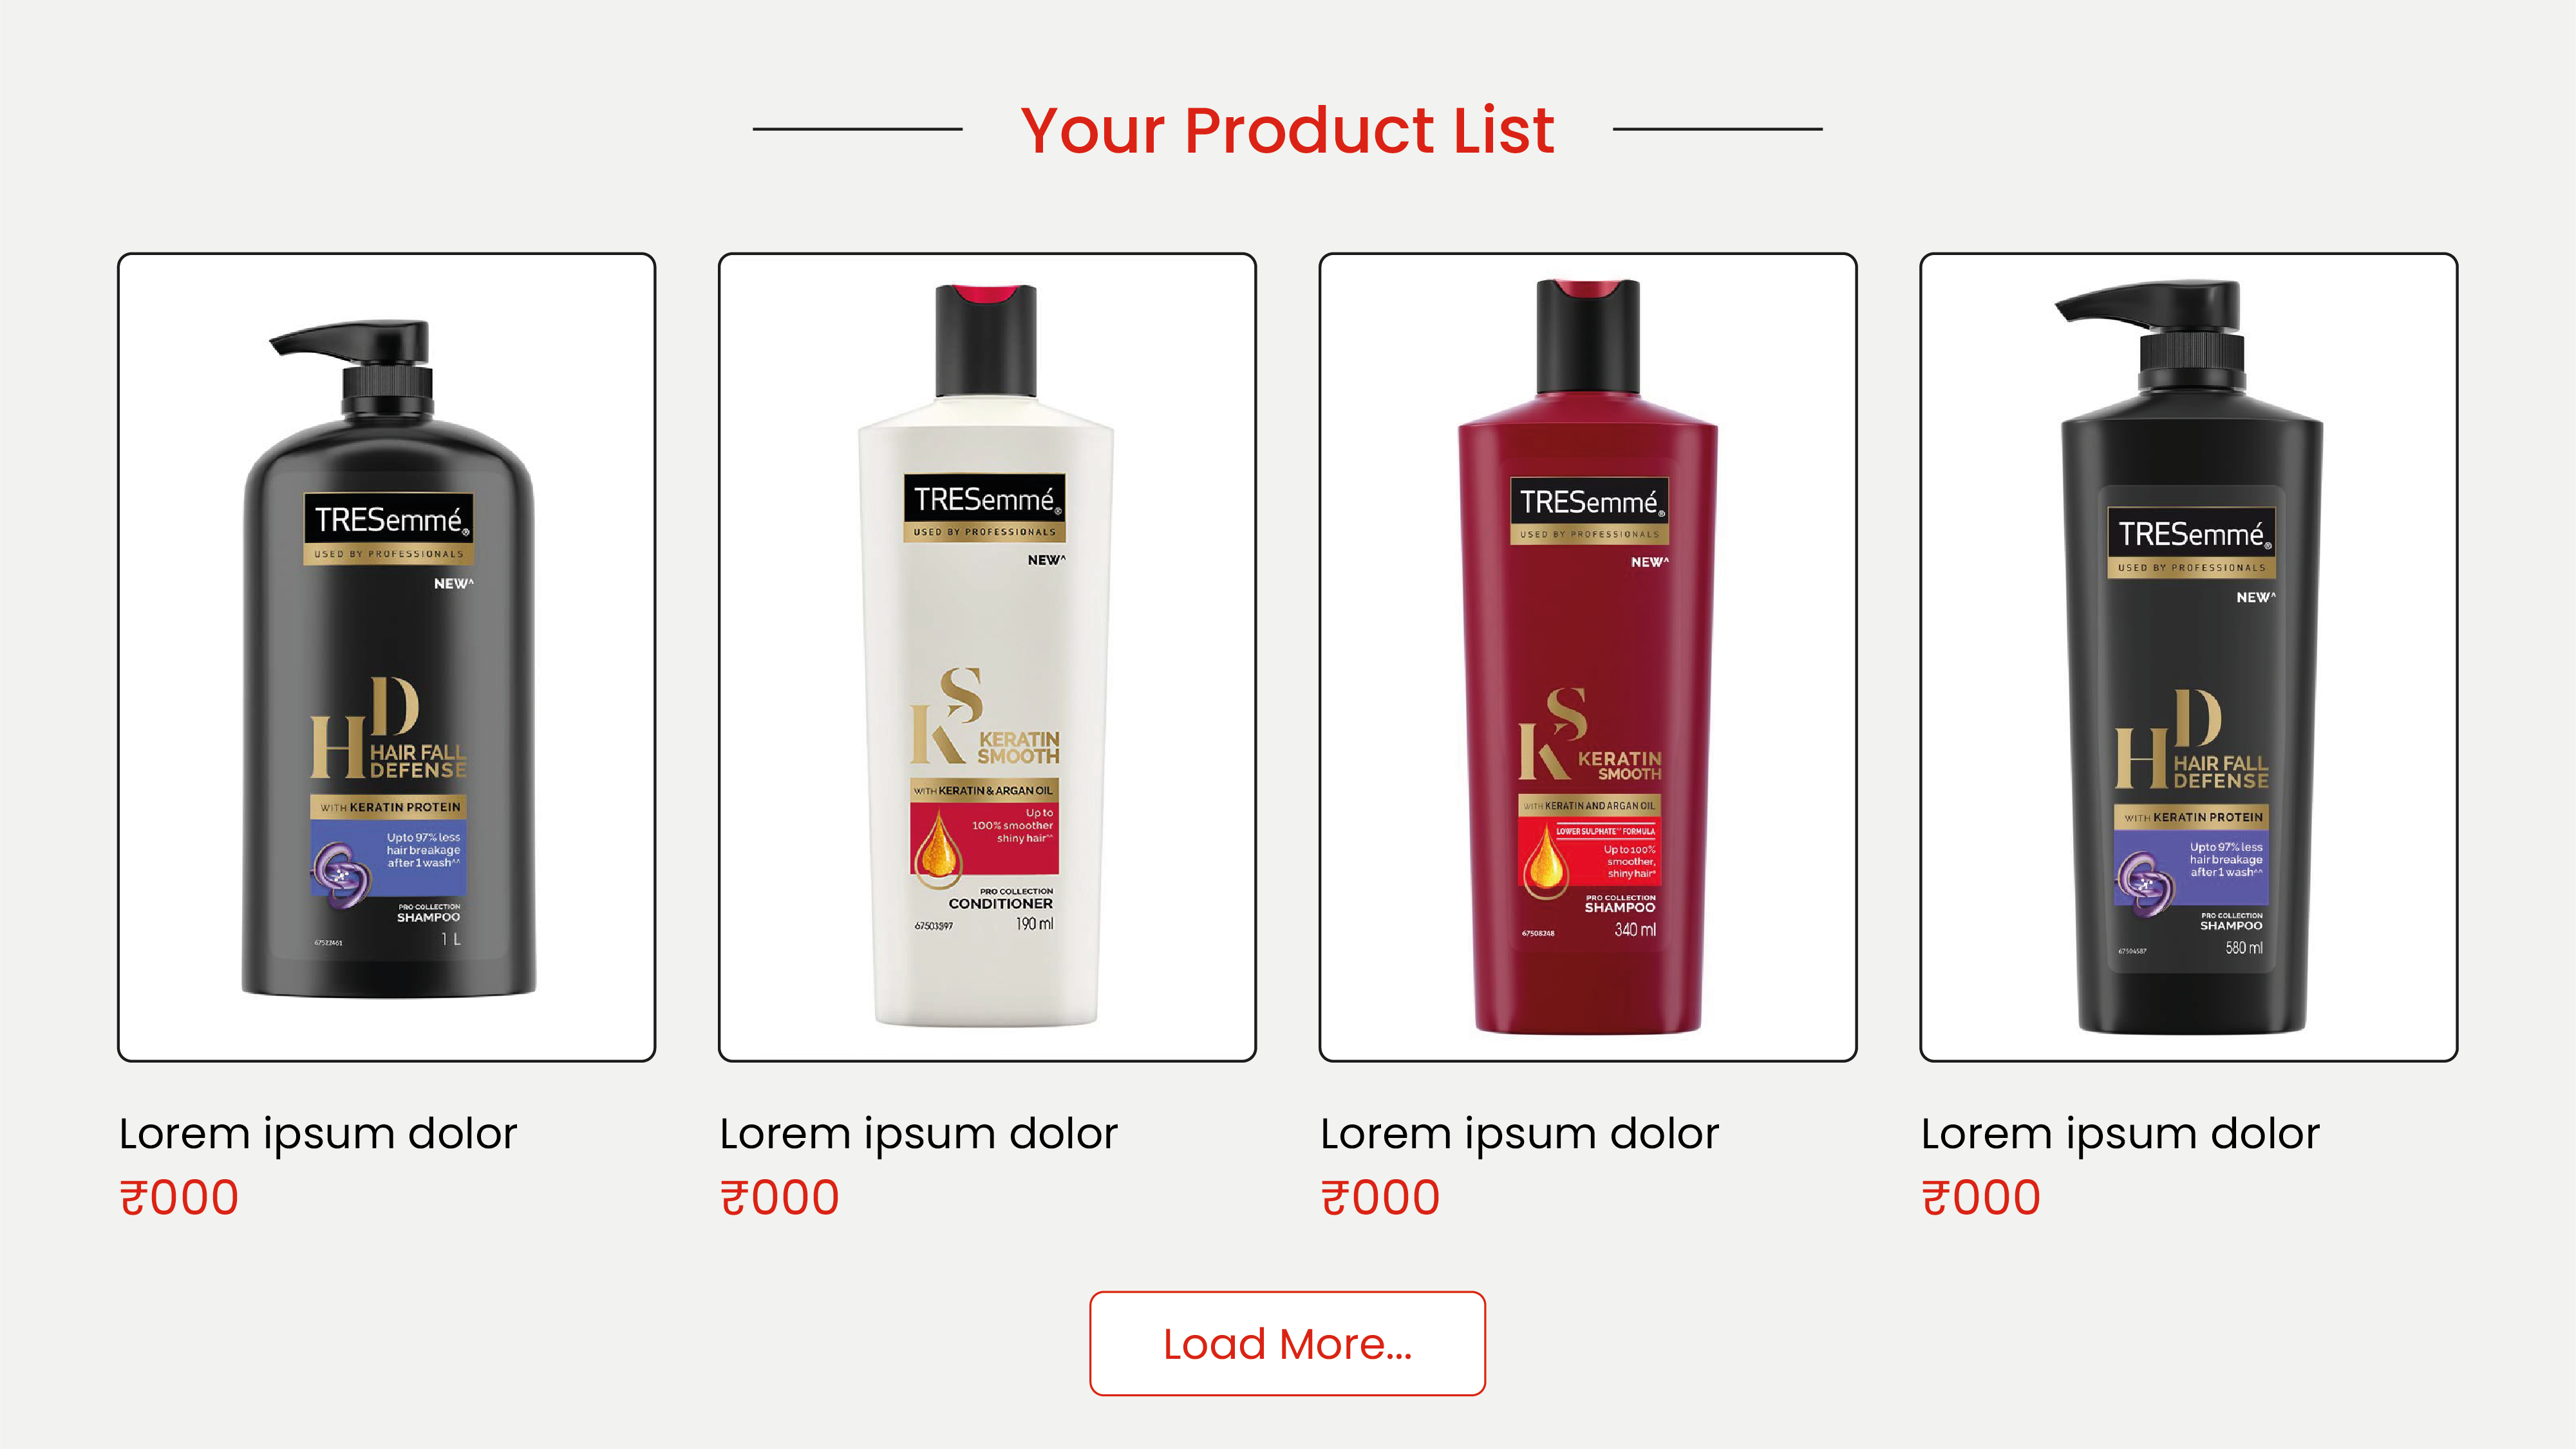 Your Product List
TRESemmé®
USED BY PROFESSIONALS
NEW^
HD
HAIR FALL
DEFENSE
WITH KERATIN PROTEIN
Upto 97% less
hair breakage
after 1 wash^^
PRO COLLECTION
SHAMPOO
1 L
TRESemmé®
USED BY PROFESSIONALS
NEW^
KS
KERATIN
SMOOTH
WITH KERATIN & ARGAN OIL
Up to
100% smoother
shiny hair^^
PRO COLLECTION
CONDITIONER
190 ml
TRESemmé®
USED BY PROFESSIONALS
NEW^
KS
KERATIN
SMOOTH
WITH KERATIN AND ARGAN OIL
LOWER SULPHATE^^ FORMULA
Up to 100%
smoother,
shiny hair*
PRO COLLECTION
SHAMPOO
67508248 340 ml
TRESemmé®
USED BY PROFESSIONALS
NEW^
HD
HAIR FALL
DEFENSE
WITH KERATIN PROTEIN
Upto 97% less
hair breakage
after 1 wash^^
PRO COLLECTION
SHAMPOO
580 ml
Lorem ipsum dolor
₹000
Lorem ipsum dolor
₹000
Lorem ipsum dolor
₹000
Lorem ipsum dolor
₹000
Load More...